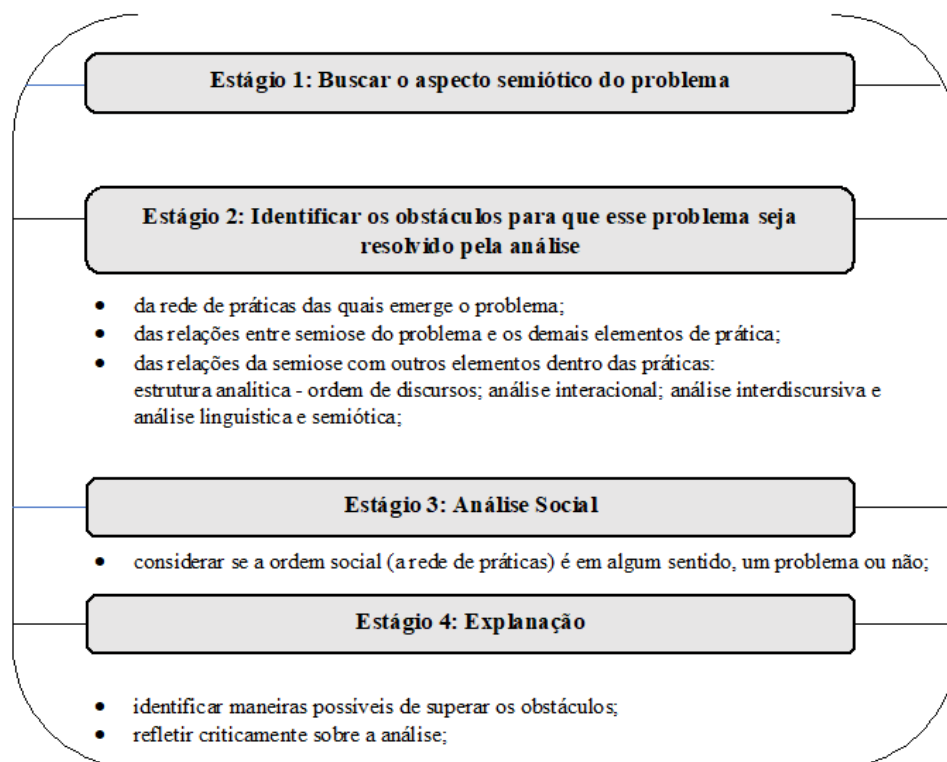 Estágio 1: Buscar o aspecto semiótico do problema
Estágio 2: Identificar os obstáculos para que esse problema seja
resolvido pela análise
• da rede de práticas das quais emerge o problema;
• das relações entre semiose do problema e os demais elementos de prática;
• das relações da semiose com outros elementos dentro das práticas:
estrutura analítica - ordem de discursos; análise interacional; análise interdiscursiva e
análise linguística e semiótica;
Estágio 3: Análise Social
• considerar se a ordem social (a rede de práticas) é em algum sentido, um problema ou não;
Estágio 4: Explanação
• identificar maneiras possíveis de superar os obstáculos;
• refletir criticamente sobre a análise;